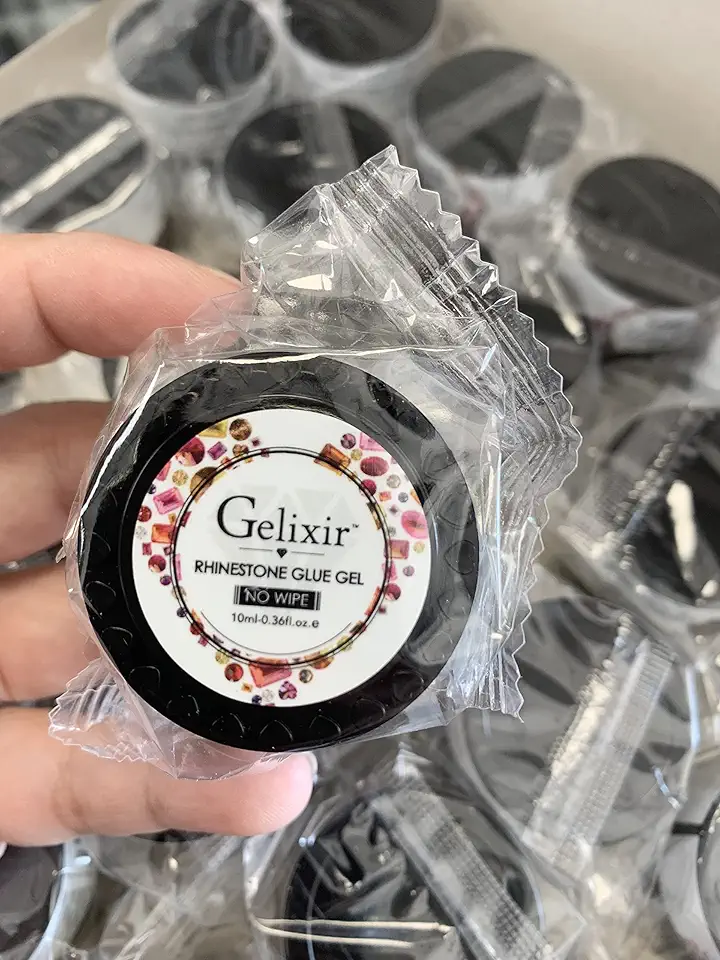 Gelixir™
RHINESTONE GLUE GEL
NO WIPE
10ml-0.36fl.oz.e